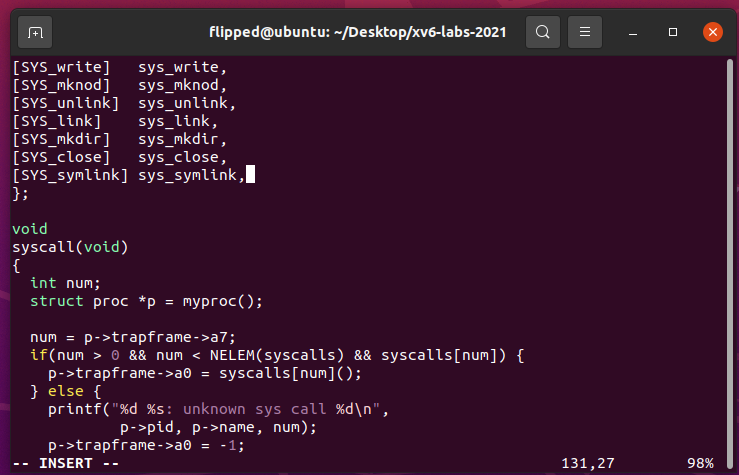 flipped@ubuntu: ~/Desktop/xv6-labs-2021
[SYS_write]   sys_write,
[SYS_mknod]   sys_mknod,
[SYS_unlink]  sys_unlink,
[SYS_link]    sys_link,
[SYS_mkdir]   sys_mkdir,
[SYS_close]   sys_close,
[SYS_symlink] sys_symlink,
};

void
syscall(void)
{
  int num;
  struct proc *p = myproc();

  num = p->trapframe->a7;
  if(num > 0 && num < NELEM(syscalls) && syscalls[num]) {
    p->trapframe->a0 = syscalls[num]();
  } else {
    printf("%d %s: unknown sys call %d\n",
            p->pid, p->name, num);
    p->trapframe->a0 = -1;
-- INSERT --                                                 131,27        98%